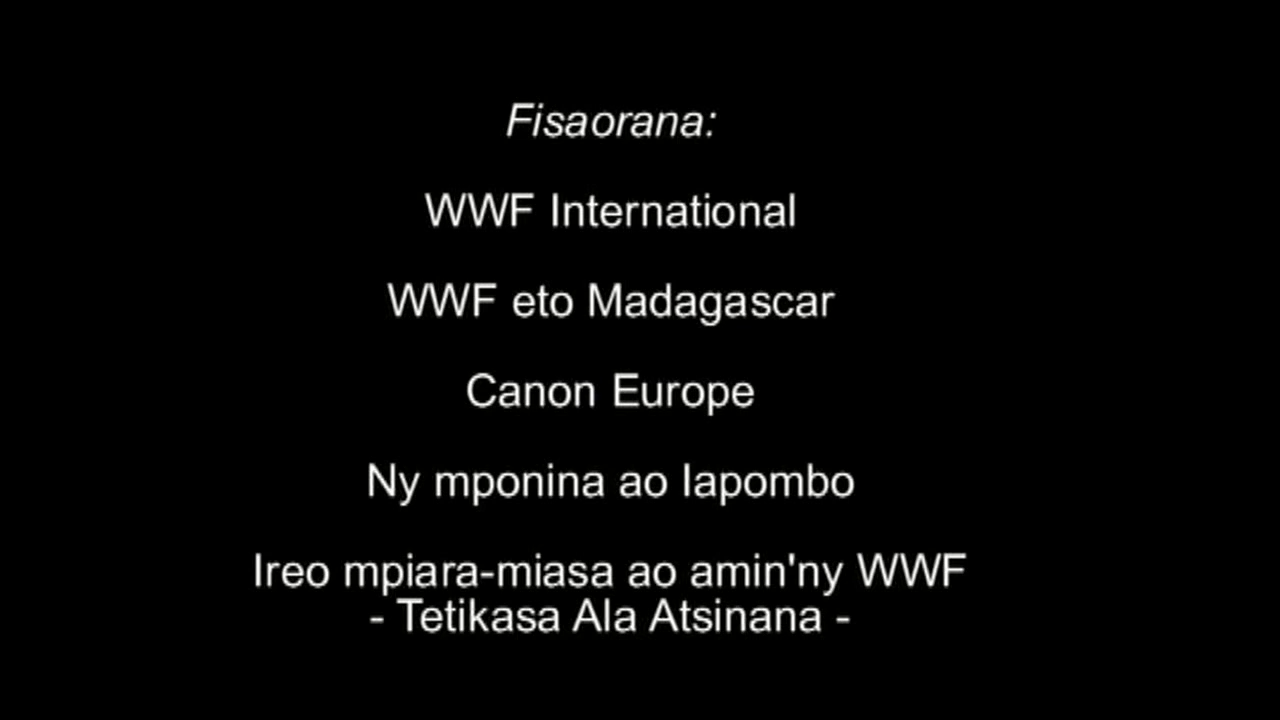 Fisaorana:
WWF International
WWF eto Madagascar
Canon Europe
Ny mponina ao Iapombo
Ireo mpiara-miasa ao amin'ny WWF
- Tetikasa Ala Atsinana -